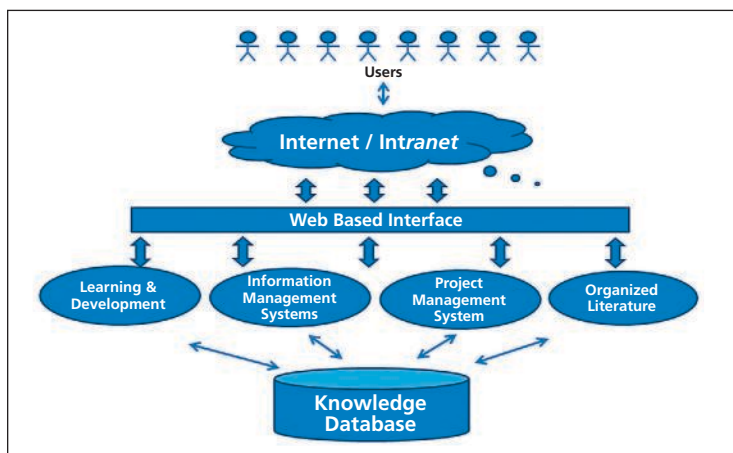 Users
Internet / Intranet
Web Based Interface
Learning &
Development
Information
Management
Systems
Project
Management
System
Organized
Literature
Knowledge
Database